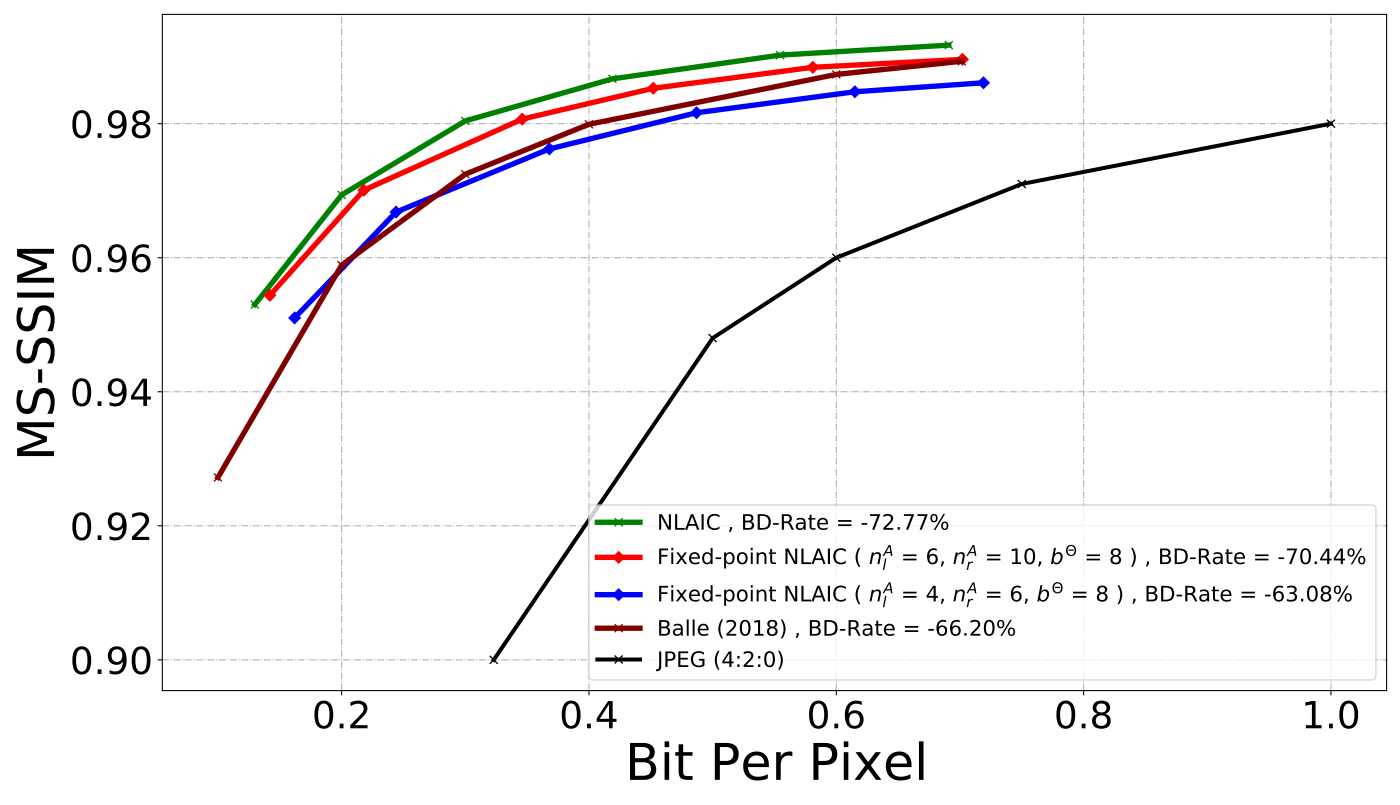 MS-SSIM
0.98
0.96
0.94
0.92
0.90
NLAIC , BD-Rate = -72.77%
Fixed-point NLAIC ( $n_l^A$ = 6, $n_r^A$ = 10, $b^Θ$ = 8 ) , BD-Rate = -70.44%
Fixed-point NLAIC ( $n_l^A$ = 4, $n_r^A$ = 6, $b^Θ$ = 8 ) , BD-Rate = -63.08%
Balle (2018) , BD-Rate = -66.20%
JPEG (4:2:0)
0.2 0.4 0.6 0.8 1.0
Bit Per Pixel